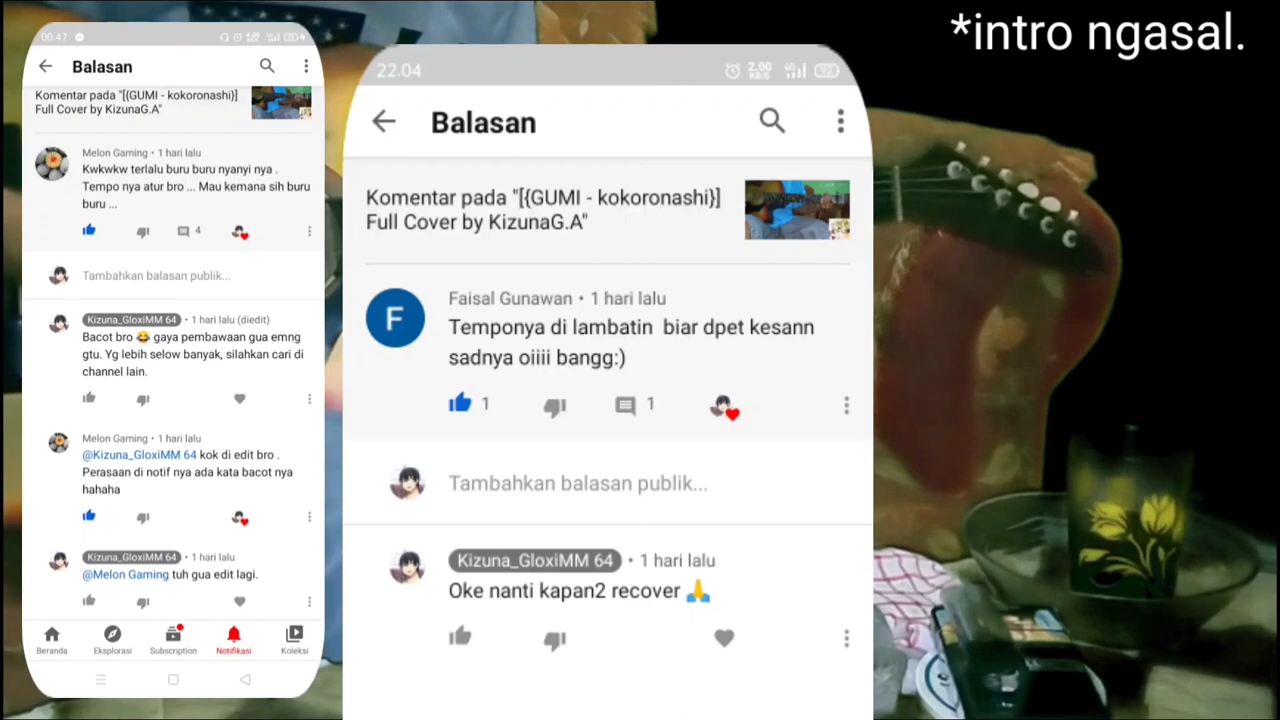 *intro ngasal.
00.47
Balasan
Komentar pada "[{GUMI - kokoronashi}]
Full Cover by KizunaG.A"
Melon Gaming • 1 hari lalu
Kwkwkw terlalu buru buru nyanyi nya .
Tempo nya atur bro ... Mau kemana sih buru
buru ...
4
Tambahkan balasan publik...
Kizuna_GloxiMM 64 • 1 hari lalu (diedit)
Bacot bro 😂 gaya pembawaan gua emng
gtu. Yg lebih selow banyak, silahkan cari di
channel lain.
Melon Gaming • 1 hari lalu
@Kizuna_GloxiMM 64 kok di edit bro .
Perasaan di notif nya ada kata bacot nya
hahaha
Kizuna_GloxiMM 64 • 1 hari lalu
@Melon Gaming tuh gua edit lagi.
Beranda Eksplorasi Subscription Notifikasi Koleksi
22.04 2.00 KB/S 4G 92
Balasan
Komentar pada "[{GUMI - kokoronashi}]
Full Cover by KizunaG.A"
F
Faisal Gunawan • 1 hari lalu
Temponya di lambatin biar dpet kesann
sadnya oiiii bangg:)
1 1
Tambahkan balasan publik...
Kizuna_GloxiMM 64 • 1 hari lalu
Oke nanti kapan2 recover 🙏